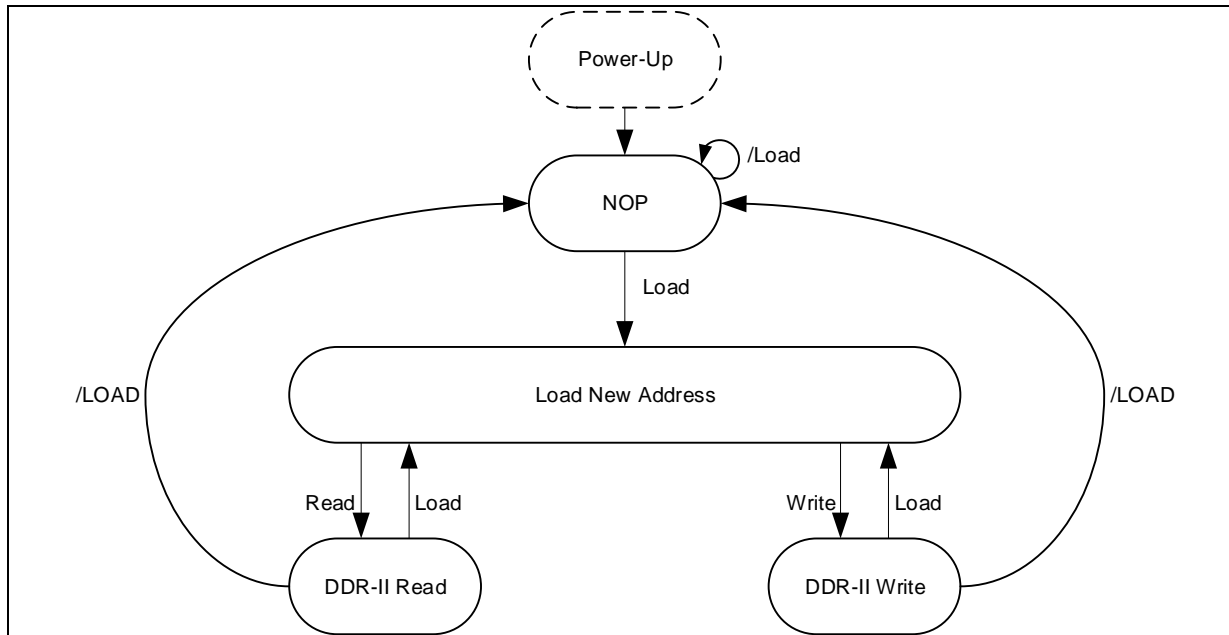 Power-Up
/Load
NOP
Load
/LOAD
Load New Address
/LOAD
Read
Load
Write
Load
DDR-II Read
DDR-II Write